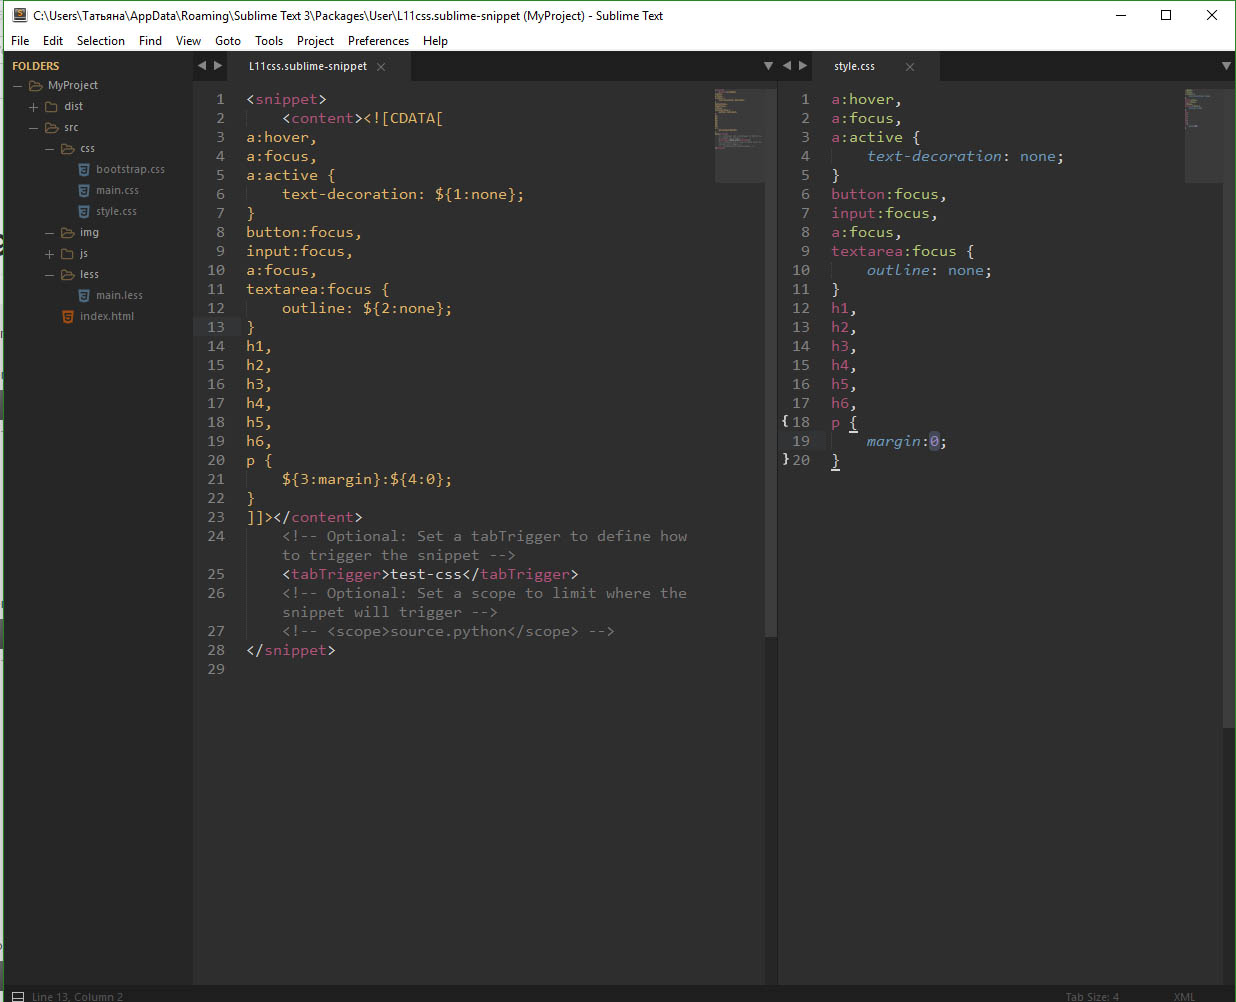 C:\Users\Татьяна\AppData\Roaming\Sublime Text 3\Packages\User\L11css.sublime-snippet (MyProject) - Sublime Text
File Edit Selection Find View Goto Tools Project Preferences Help
FOLDERS
MyProject
dist
src
css
bootstrap.css
main.css
style.css
img
js
less
main.less
index.html
L11css.sublime-snippet
1 <snippet>
2 <content><![CDATA[
3 a:hover,
4 a:focus,
5 a:active {
6 text-decoration: ${1:none};
7 }
8 button:focus,
9 input:focus,
10 a:focus,
11 textarea:focus {
12 outline: ${2:none};
13 }
14 h1,
15 h2,
16 h3,
17 h4,
18 h5,
19 h6,
20 p {
21 ${3:margin}:${4:0};
22 }
23 ]]></content>
24 <!-- Optional: Set a tabTrigger to define how
to trigger the snippet -->
25 <tabTrigger>test-css</tabTrigger>
26 <!-- Optional: Set a scope to limit where the
snippet will trigger -->
27 <!-- <scope>source.python</scope> -->
28 </snippet>
29
style.css
1 a:hover,
2 a:focus,
3 a:active {
4 text-decoration: none;
5 }
6 button:focus,
7 input:focus,
8 a:focus,
9 textarea:focus {
10 outline: none;
11 }
12 h1,
13 h2,
14 h3,
15 h4,
16 h5,
17 h6,
{ 18 p {
19 margin:0;
} 20 }
Line 13, Column 2
Tab Size: 4 XML